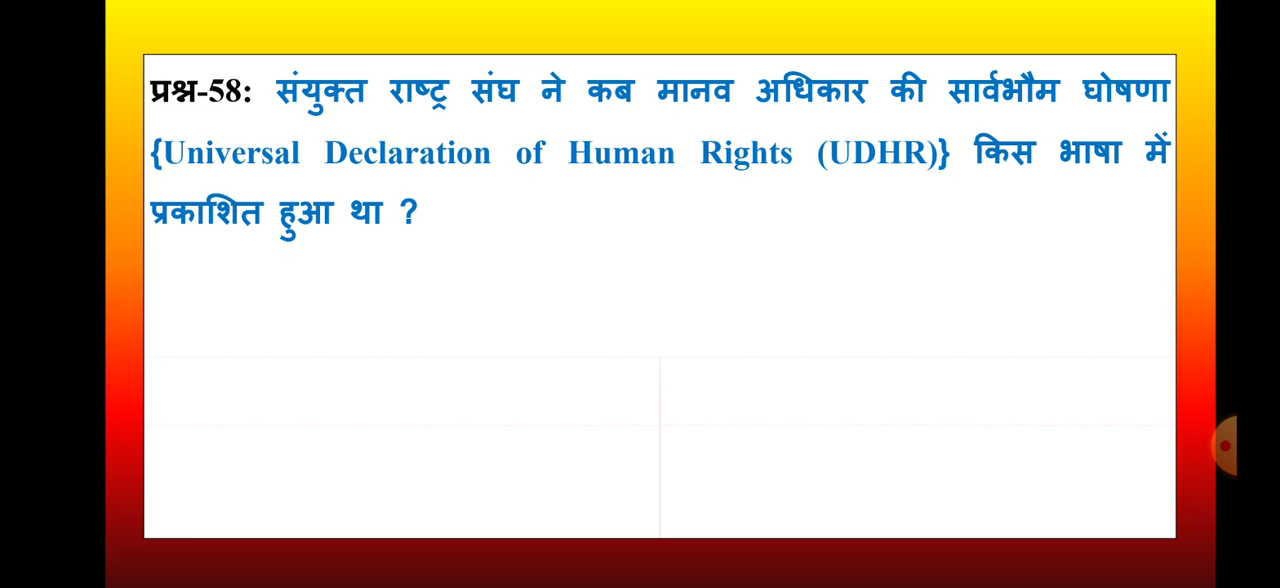 प्रश्न-58: संयुक्त राष्ट्र संघ ने कब मानव अधिकार की सार्वभौम घोषणा
{Universal Declaration of Human Rights (UDHR)} किस भाषा में
प्रकाशित हुआ था ?